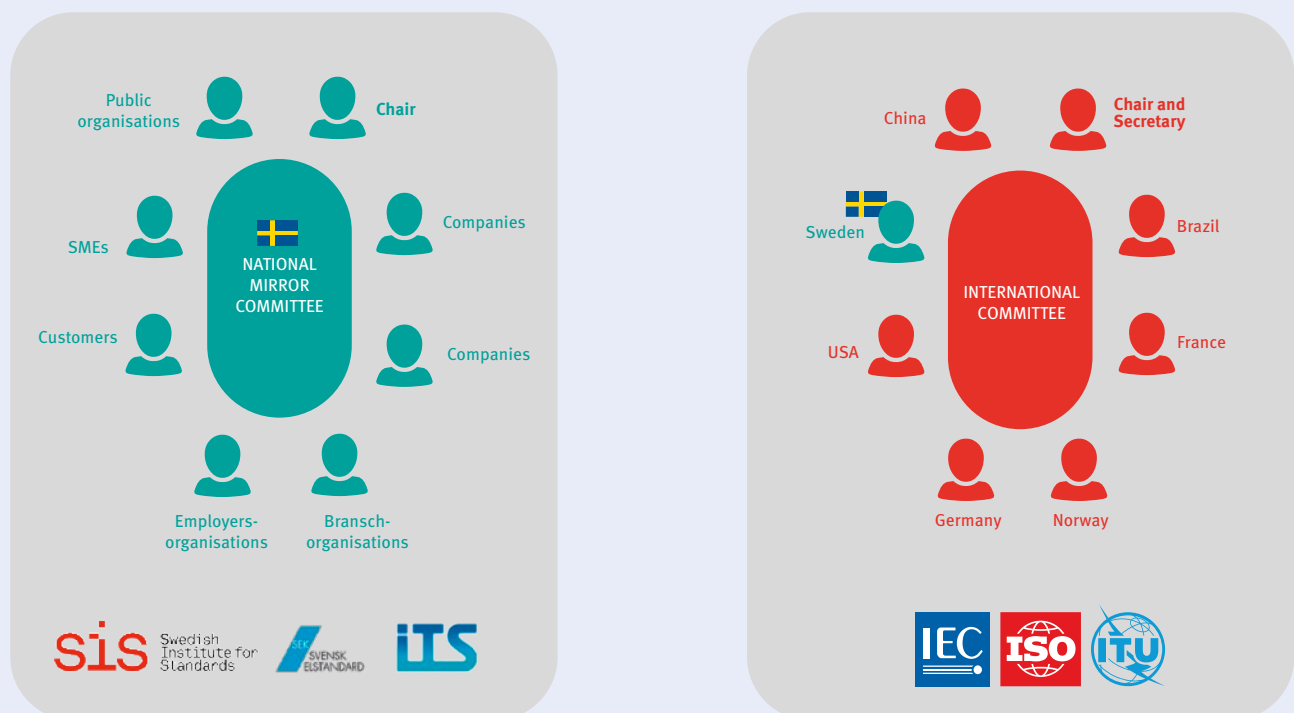 Public
organisations
Chair
SMEs
Companies
NATIONAL
MIRROR
COMMITTEE
Customers
Companies
Employers-
organisations
Bransch-
organisations
sis
Swedish
Institute for
Standards
SEK
SVENSK
ELSTANDARD
iTS
China
Chair and
Secretary
Sweden
Brazil
INTERNATIONAL
COMMITTEE
USA
France
Germany
Norway
IEC
ISO
ITU